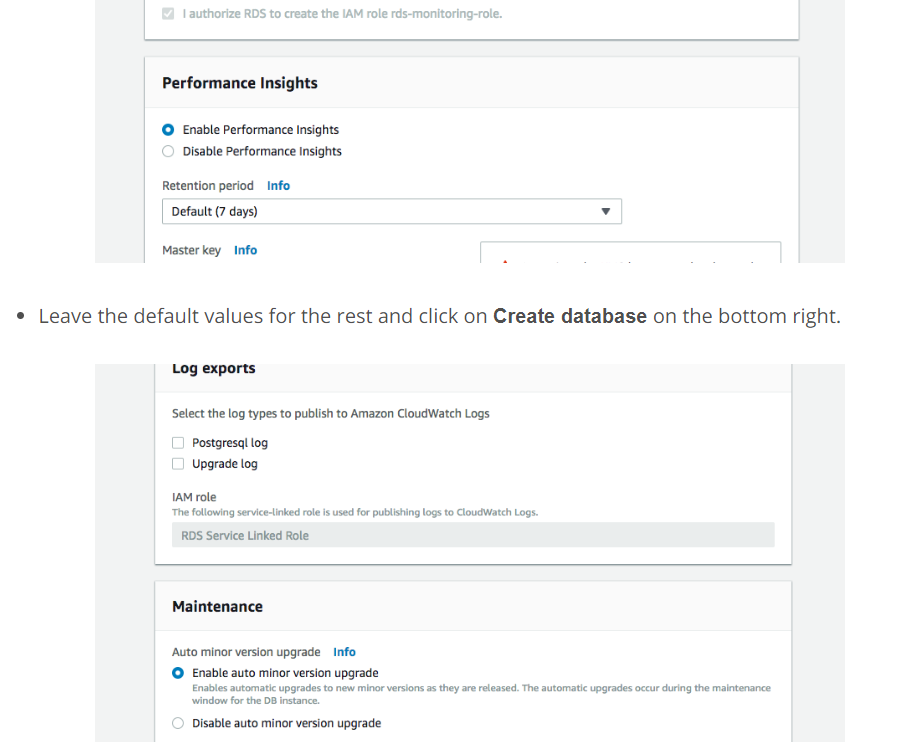 I authorize RDS to create the IAM role rds-monitoring-role.
Performance Insights
Enable Performance Insights
Disable Performance Insights
Retention period Info
Default (7 days)
Master key Info
Leave the default values for the rest and click on Create database on the bottom right.
Log exports
Select the log types to publish to Amazon CloudWatch Logs
Postgresql log
Upgrade log
IAM role
The following service-linked role is used for publishing logs to CloudWatch Logs.
RDS Service Linked Role
Maintenance
Auto minor version upgrade Info
Enable auto minor version upgrade
Enables automatic upgrades to new minor versions as they are released. The automatic upgrades occur during the maintenance
window for the DB instance.
Disable auto minor version upgrade